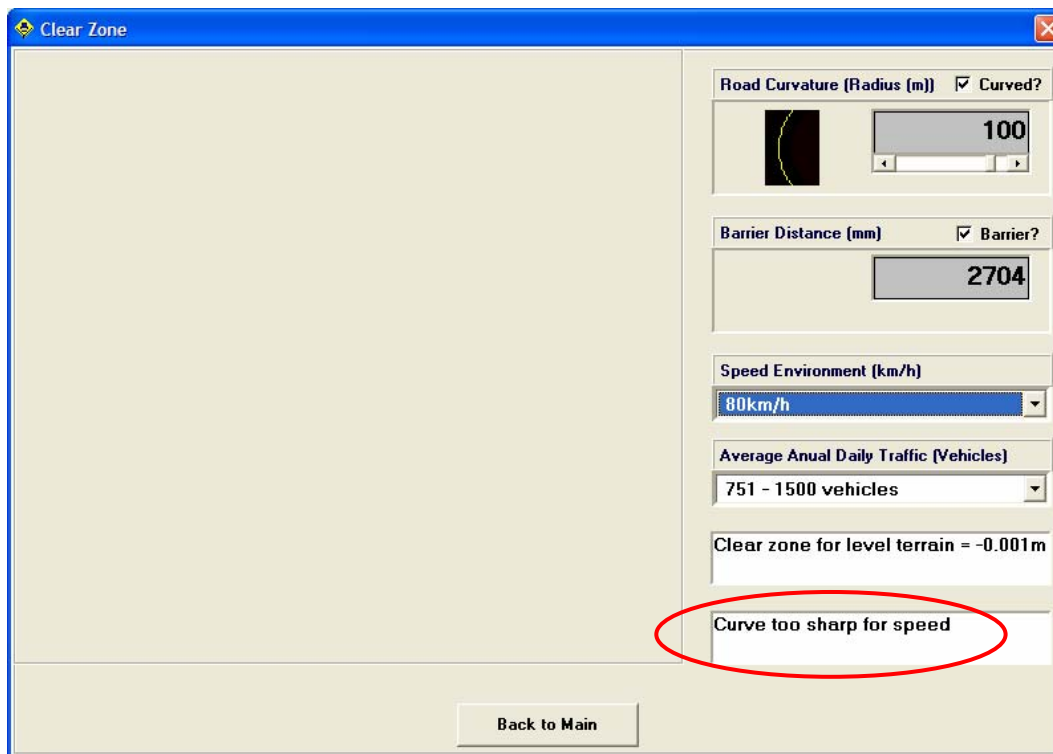 Clear Zone
Road Curvature (Radius (m)) Curved?
100
Barrier Distance (mm) Barrier?
2704
Speed Environment (km/h)
80km/h
Average Anual Daily Traffic (Vehicles)
751 - 1500 vehicles
Clear zone for level terrain = -0.001m
Curve too sharp for speed
Back to Main